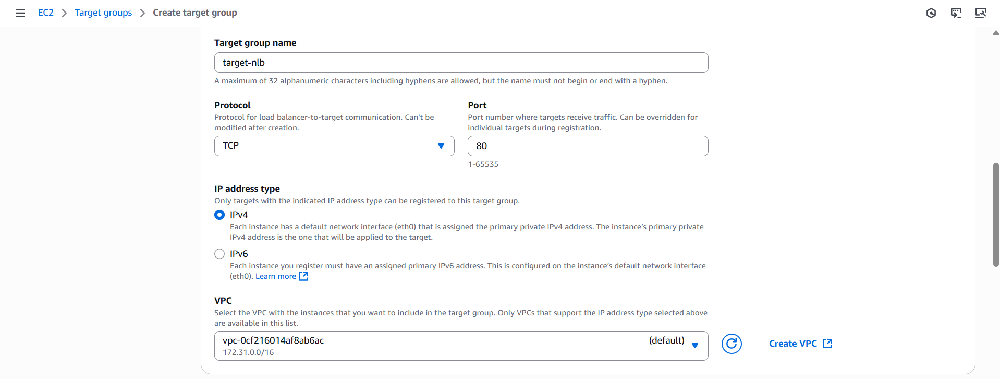 EC2 Target groups Create target group
Target group name
target-nlb
A maximum of 32 alphanumeric characters including hyphens are allowed, but the name must not begin or end with a hyphen.
Protocol
Protocol for load balancer-to-target communication. Can't be
modified after creation.
TCP
Port
Port number where targets receive traffic. Can be overridden for
individual targets during registration.
80
1-65535
IP address type
Only targets with the indicated IP address type can be registered to this target group.
IPv4
Each instance has a default network interface (eth0) that is assigned the primary private IPv4 address. The instance’s primary private
IPv4 address is the one that will be applied to the target.
IPv6
Each instance you register must have an assigned primary IPv6 address. This is configured on the instance’s default network interface
(eth0). Learn more
VPC
Select the VPC with the instances that you want to include in the target group. Only VPCs that support the IP address type selected above
are available in this list.
vpc-0cf216014af8ab6ac (default)
172.31.0.0/16
Create VPC